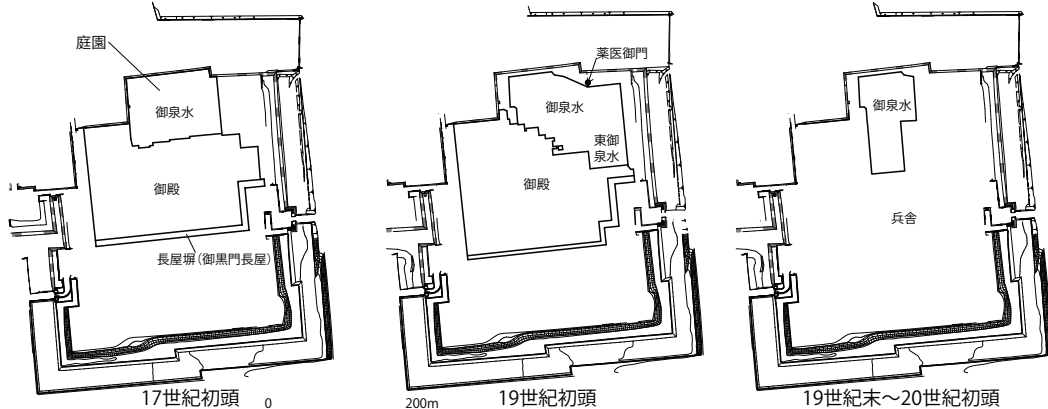 庭園
御泉水
御殿
長屋塀(御黒門長屋)
17世紀初頭
0
200m
薬医御門
御泉水
東御
泉水
御殿
19世紀初頭
御泉水
兵舎
19世紀末〜20世紀初頭